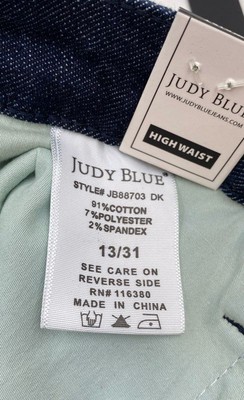 JUDY BLUE
WWW.JUDYBLUEJEANS.COM
HIGH WAIST
JUDY BLUE®
STYLE# JB88703 DK
91%COTTON
7%POLYESTER
2%SPANDEX
13/31
SEE CARE ON
REVERSE SIDE
RN# 116380
MADE IN CHINA